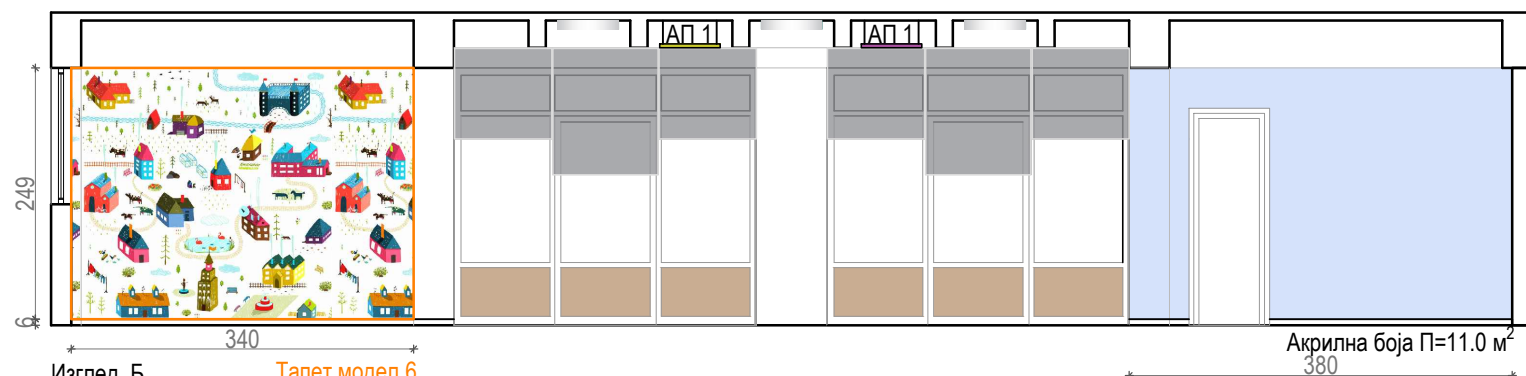 АП 1 АП 1
249
6
340
Акрилна боја П=11.0 м²
380
Изглед Б
Тапет модел 6